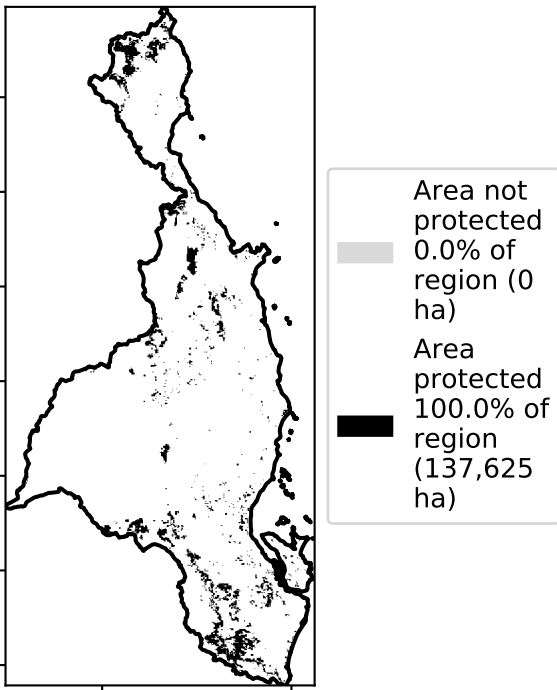 Area not
protected
0.0% of
region (0
ha)
Area
protected
100.0% of
region
(137,625
ha)